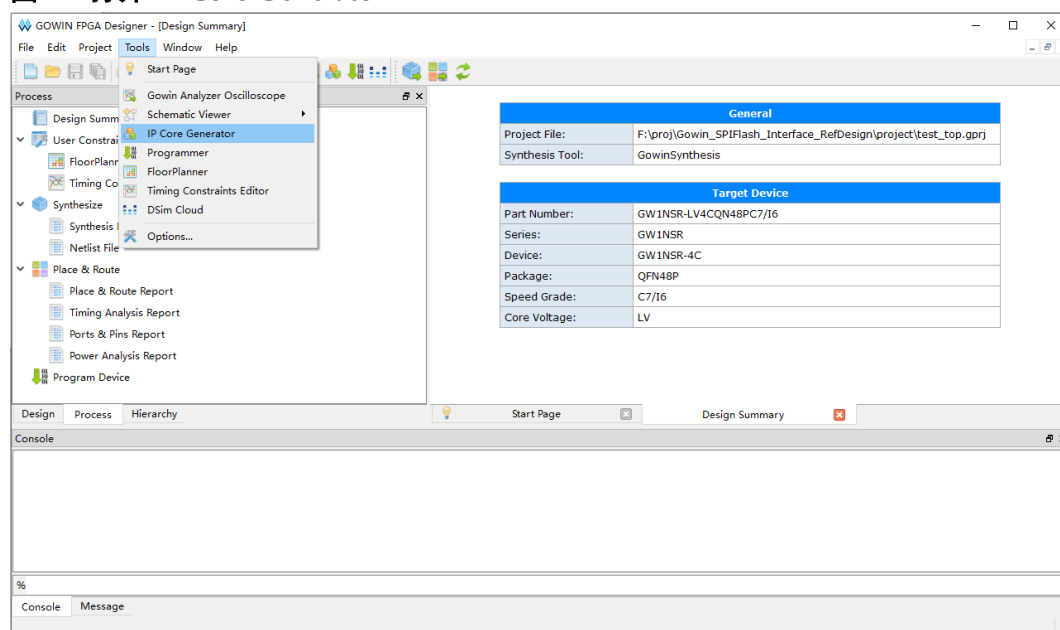 GOWIN FPGA Designer - [Design Summary]
File Edit Project Tools Window Help
Start Page
Gowin Analyzer Oscilloscope
Schematic Viewer
IP Core Generator
Programmer
FloorPlanner
Timing Constraints Editor
DSim Cloud
Options...
Process
Design Summ
User Constrai
FloorPlann
Timing Co
Synthesize
Synthesis
Netlist File
Place & Route
Place & Route Report
Timing Analysis Report
Ports & Pins Report
Power Analysis Report
Program Device
Design Process Hierarchy
General
Project File: F:\proj\Gowin_SPIFlash_Interface_RefDesign\project\test_top.gprj
Synthesis Tool: GowinSynthesis
Target Device
Part Number: GW1NSR-LV4CQN48PC7/I6
Series: GW1NSR
Device: GW1NSR-4C
Package: QFN48P
Speed Grade: C7/I6
Core Voltage: LV
Start Page Design Summary
Console
%
Console Message